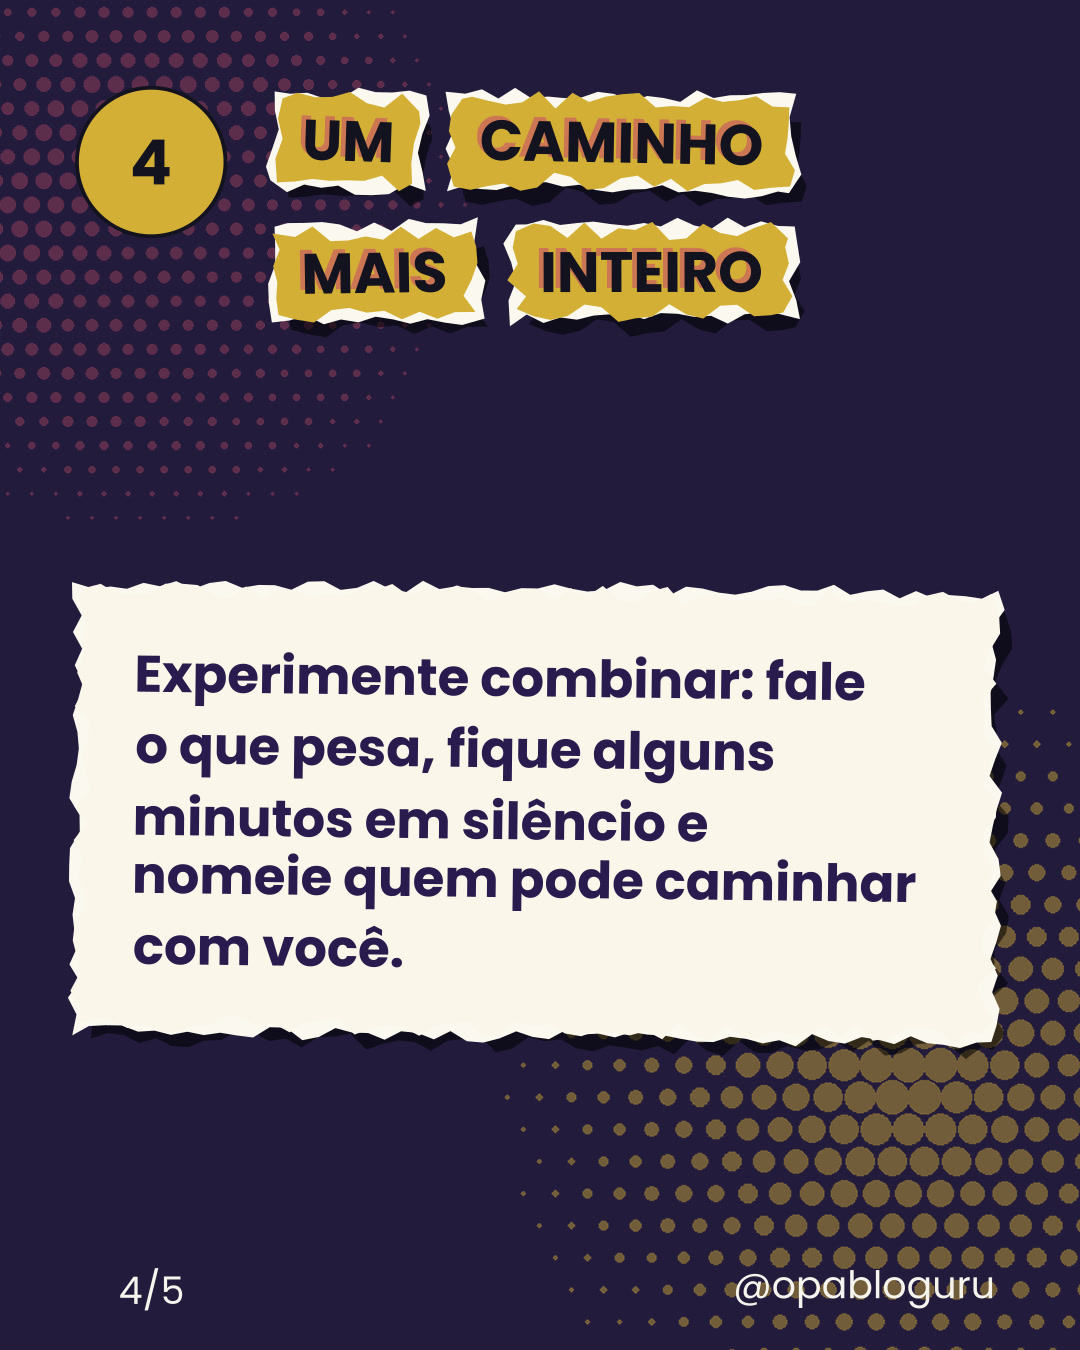 4
UM CAMINHO
MAIS INTEIRO
Experimente combinar: fale
o que pesa, fique alguns
minutos em silêncio e
nomeie quem pode caminhar
com você.
4/5
@opabloguru